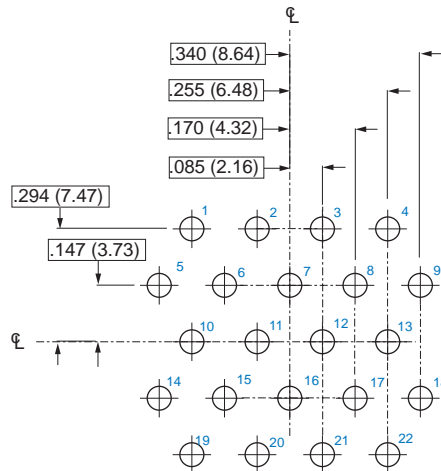 ℄
.340 (8.64)
.255 (6.48)
.170 (4.32)
.085 (2.16)
.294 (7.47)
1 2 3 4
.147 (3.73)
5 6 7 8 9
℄ 10 11 12 13
14 15 16 17
19 20 21 22